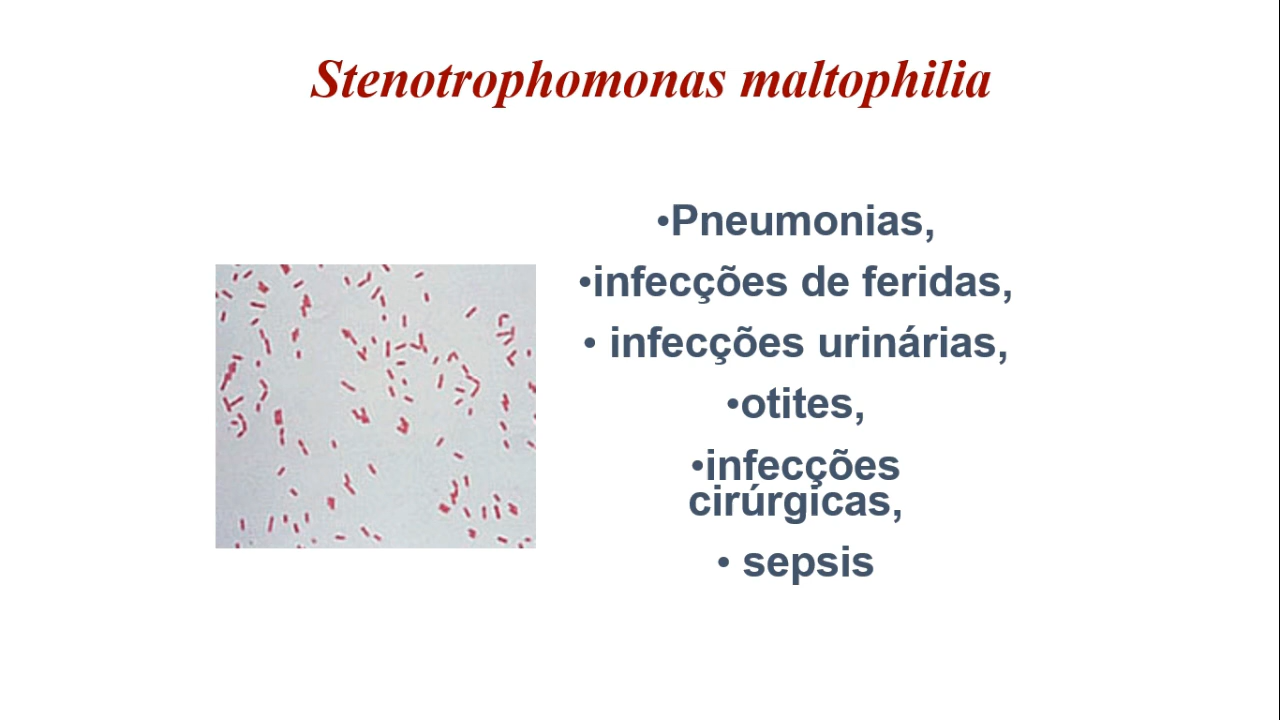 Stenotrophomonas maltophilia
•Pneumonias,
•infecções de feridas,
• infecções urinárias,
•otites,
•infecções
cirúrgicas,
• sepsis